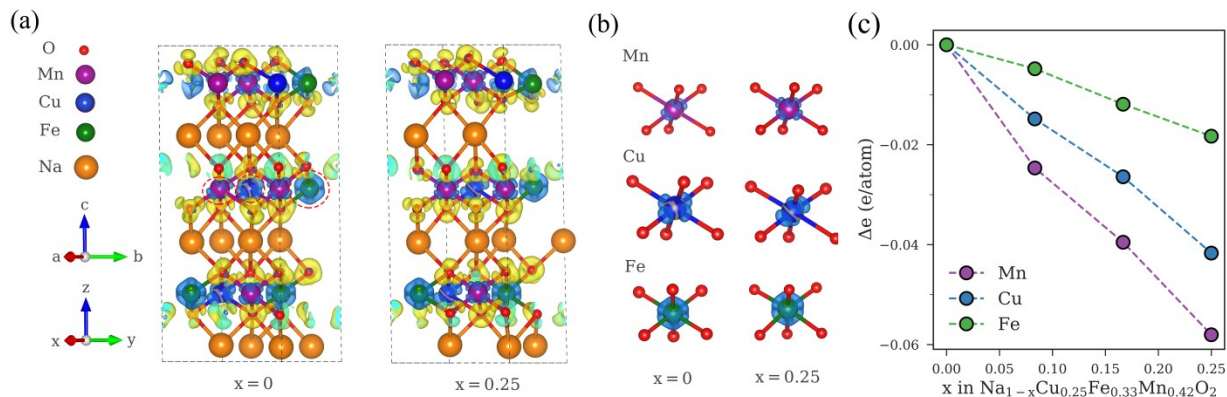 (a)
O
Mn
Cu
Fe
Na
c
a
b
z
x
y
x = 0
x = 0.25
(b)
Mn
Cu
Fe
x = 0
x = 0.25
(c)
Δe (e/atom)
0.00
−0.02
−0.04
−0.06
Mn
Cu
Fe
0.00 0.05 0.10 0.15 0.20 0.25
x in Na₁₋ₓCu₀.₂₅Fe₀.₃₃Mn₀.₄₂O₂